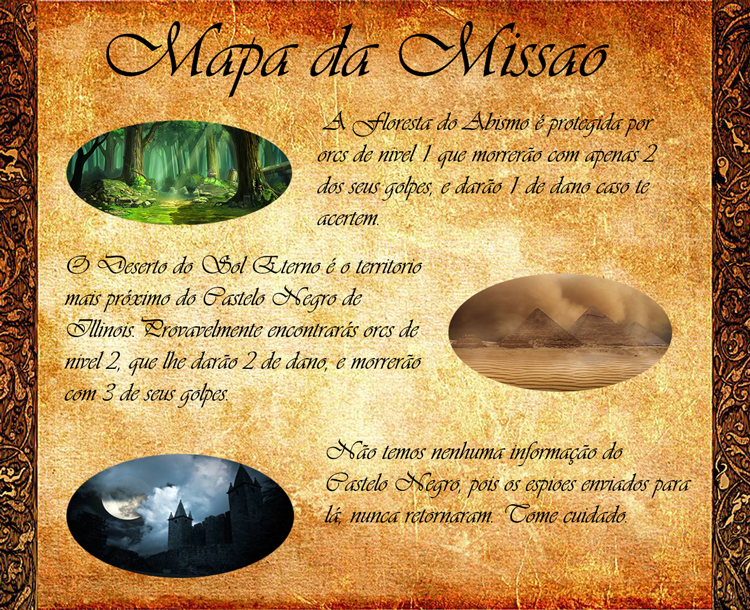 Mapa da Missao
A Floresta do Abismo é protegida por
orcs de nivel 1 que morrerão com apenas 2
dos seus golpes, e darão 1 de dano caso te
acertem.
O Deserto do Sol Eterno é o territorio
mais próximo do Castelo Negro de
Illinois. Provavelmente encontrarás orcs de
nivel 2, que lhe darão 2 de dano, e morrerão
com 3 de seus golpes.
Não temos nenhuma informação do
Castelo Negro, pois os espioes enviados para
lá, nunca retornaram. Tome cuidado.